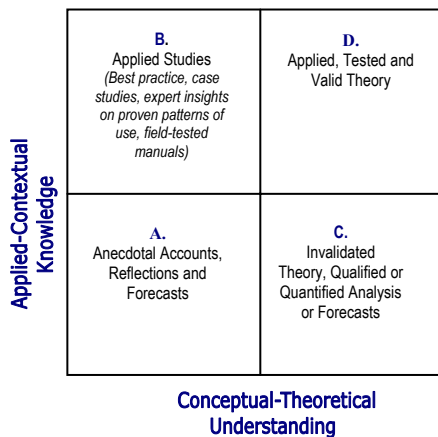 B.
Applied Studies
(Best practice, case
studies, expert insights
on proven patterns of
use, field-tested
manuals)
D.
Applied, Tested and
Valid Theory
A.
Anecdotal Accounts,
Reflections and
Forecasts
C.
Invalidated
Theory, Qualified or
Quantified Analysis
or Forecasts
Applied-Contextual
Knowledge
Conceptual-Theoretical
Understanding